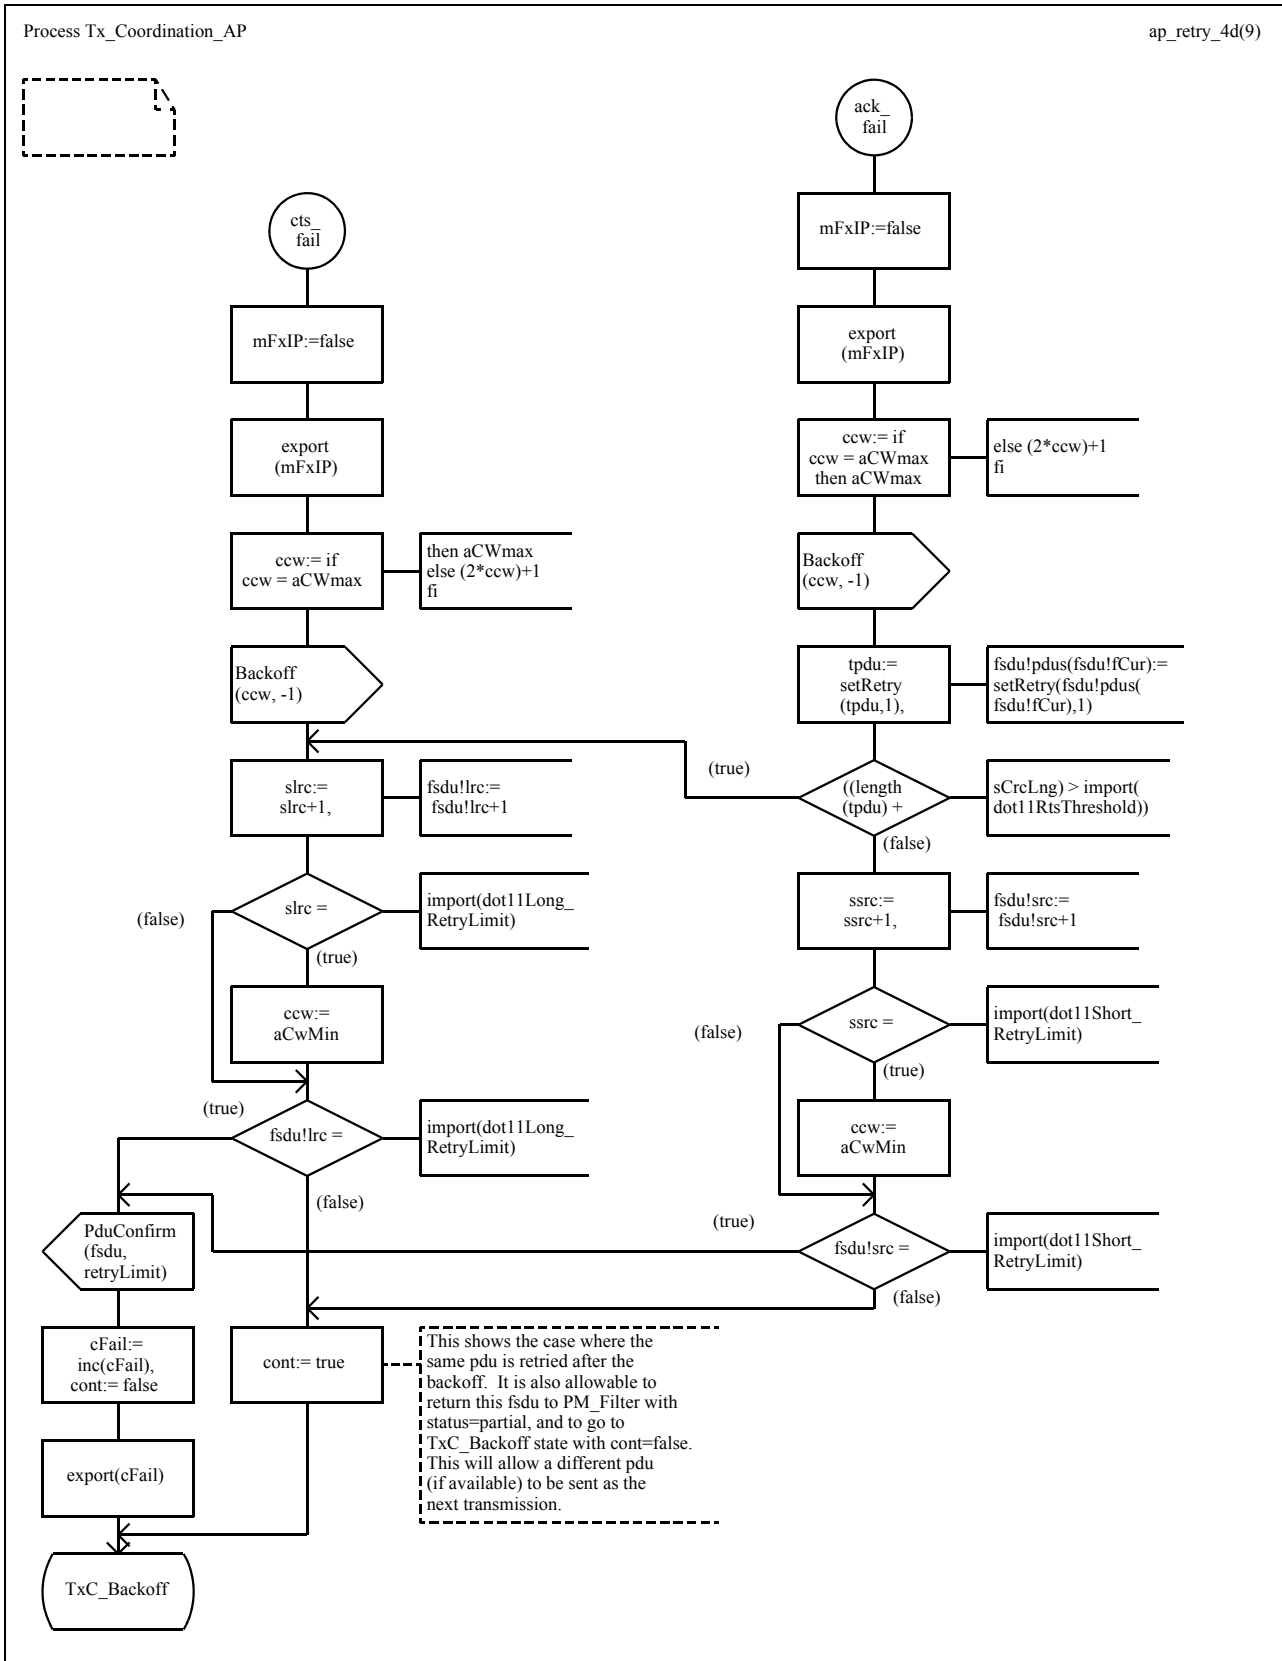 Process Tx_Coordination_AP
ap_retry_4d(9)
ack_
fail
mFxIP:=false
export
(mFxIP)
ccw:= if
ccw = aCWmax
then aCWmax
else (2*ccw)+1
fi
Backoff
(ccw, -1)
tpdu:=
setRetry
(tpdu,1),
fsdu!pdus(fsdu!fCur):=
setRetry(fsdu!pdus(
fsdu!fCur),1)
(true)
((length
(tpdu) +
sCrcLng) > import(
dot11RtsThreshold))
(false)
ssrc:=
ssrc+1,
fsdu!src:=
fsdu!src+1
ssrc =
import(dot11Short_
RetryLimit)
(false)
(true)
ccw:=
aCwMin
(true)
fsdu!src =
import(dot11Short_
RetryLimit)
(false)
cts_
fail
mFxIP:=false
export
(mFxIP)
ccw:= if
ccw = aCWmax
then aCWmax
else (2*ccw)+1
fi
Backoff
(ccw, -1)
slrc:=
slrc+1,
fsdu!lrc:=
fsdu!lrc+1
slrc =
import(dot11Long_
RetryLimit)
(false)
(true)
ccw:=
aCwMin
(true)
fsdu!lrc =
import(dot11Long_
RetryLimit)
(false)
PduConfirm
(fsdu,
retryLimit)
cFail:=
inc(cFail),
cont:= false
cont:= true
This shows the case where the
same pdu is retried after the
backoff.  It is also allowable to
return this fsdu to PM_Filter with
status=partial, and to go to
TxC_Backoff state with cont=false.
This will allow a different pdu
(if available) to be sent as the
next transmission.
export(cFail)
TxC_Backoff